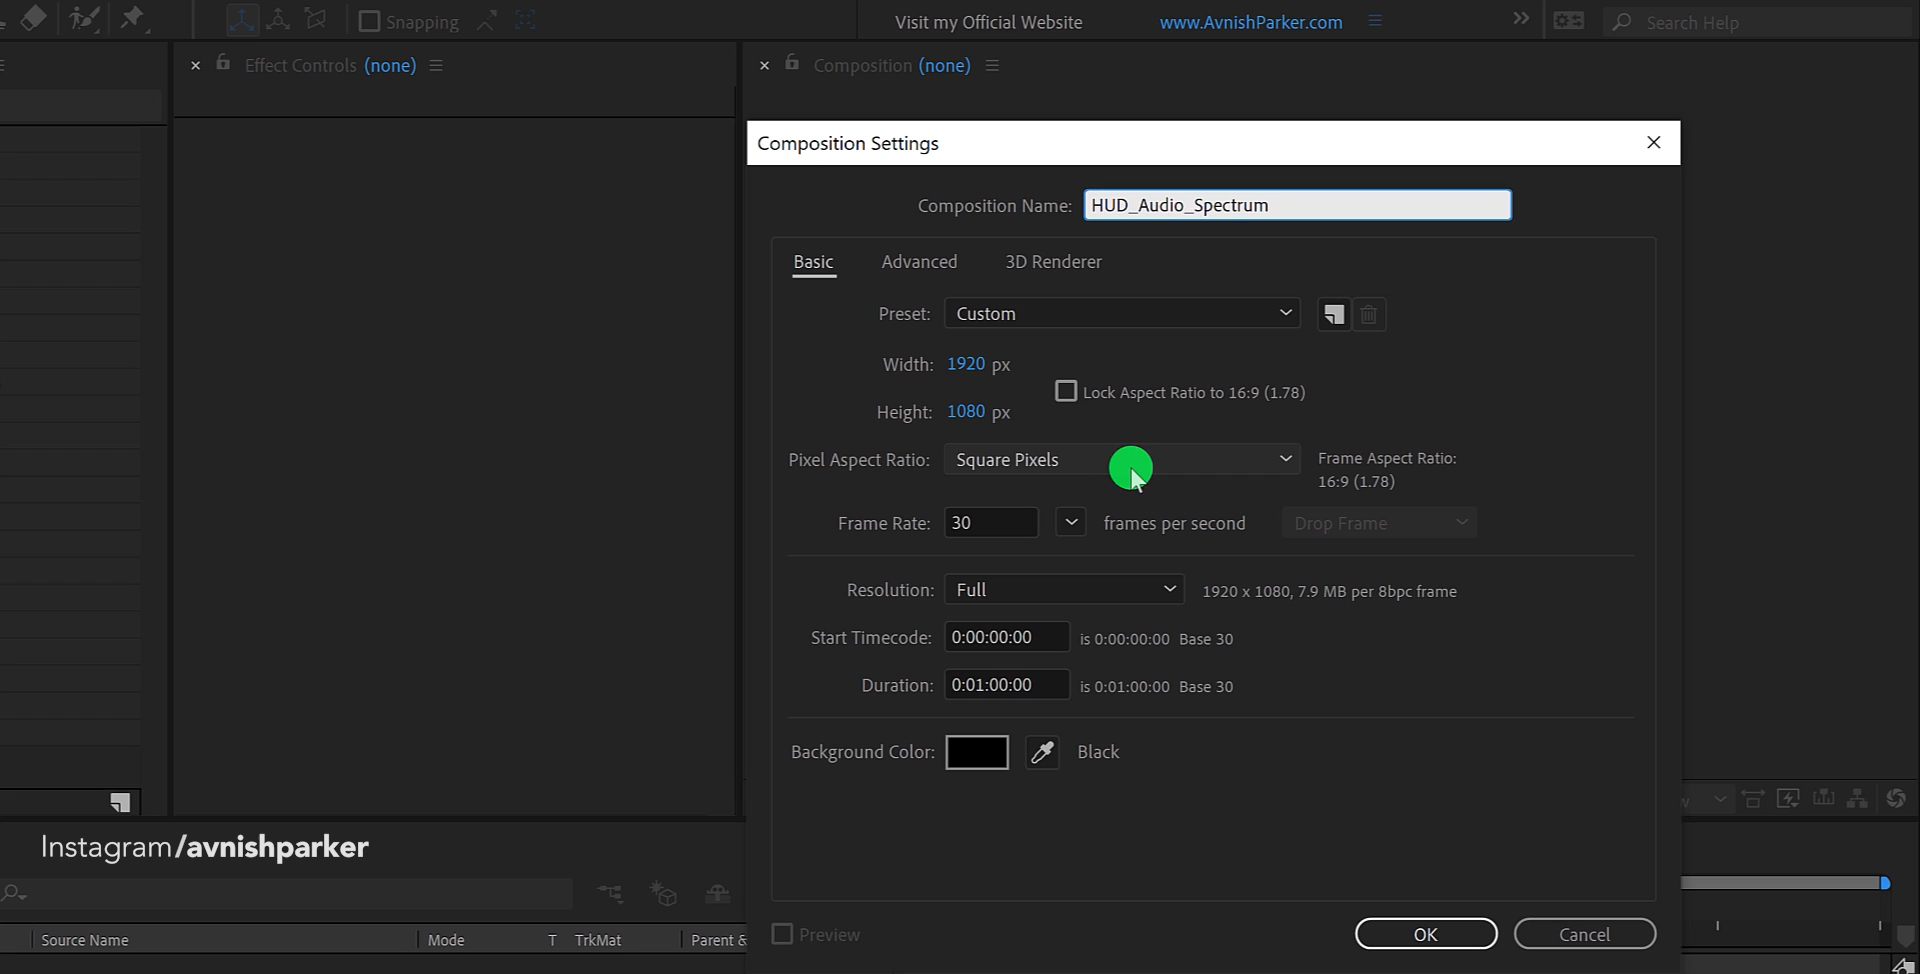 Snapping
Visit my Official Website
www.AvnishParker.com
Search Help
Effect Controls (none)
Composition (none)
Composition Settings
Composition Name: HUD_Audio_Spectrum
Basic
Advanced
3D Renderer
Preset: Custom
Width: 1920 px
Lock Aspect Ratio to 16:9 (1.78)
Height: 1080 px
Pixel Aspect Ratio: Square Pixels
Frame Aspect Ratio:
16:9 (1.78)
Frame Rate: 30 frames per second
Drop Frame
Resolution: Full
1920 x 1080, 7.9 MB per 8bpc frame
Start Timecode: 0:00:00:00 is 0:00:00:00 Base 30
Duration: 0:01:00:00 is 0:01:00:00 Base 30
Background Color: Black
Instagram/avnishparker
Source Name
Mode
T TrkMat
Parent &
Preview
OK
Cancel